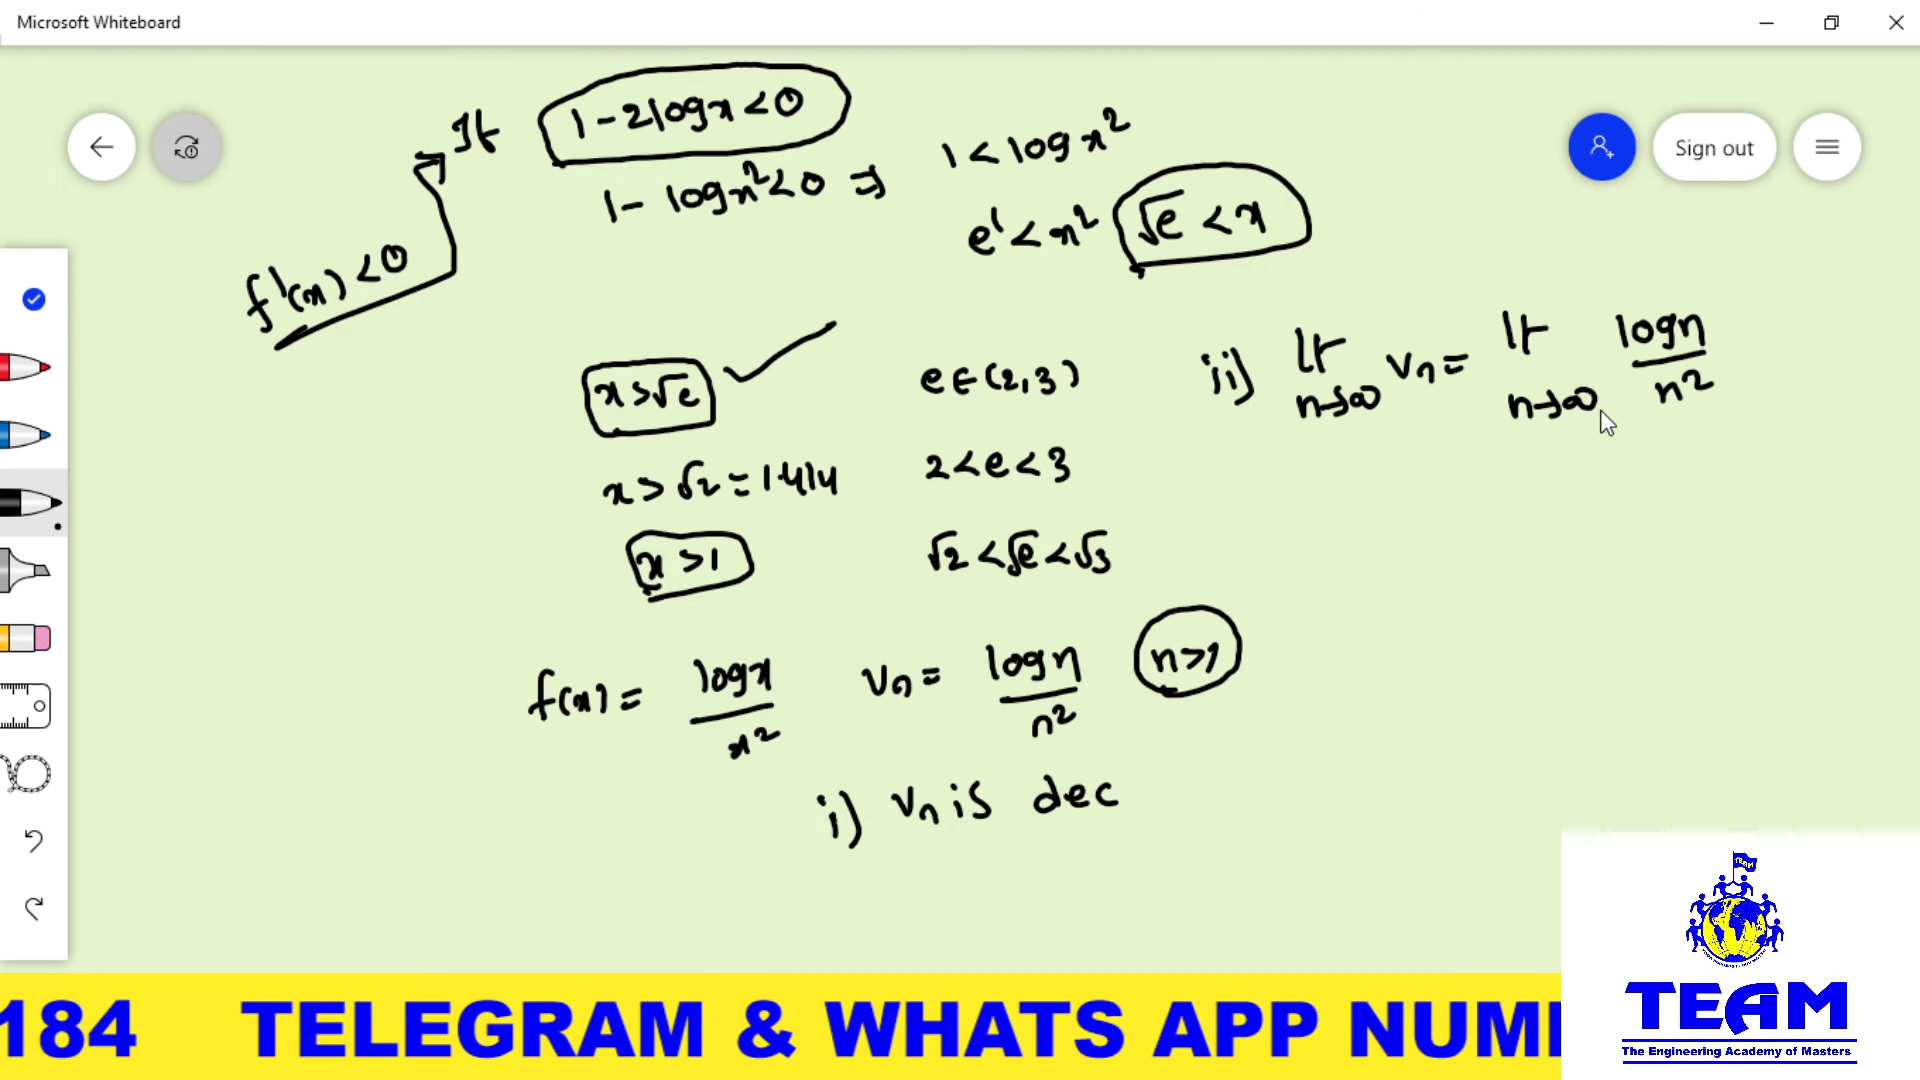 Microsoft Whiteboard
Sign out
If 1-2logx<0
1-logx²<0 ⇒ 1<logx²
e¹<x² √e<x
f'(x)<0
x>√e e∈(2,3)
x>√2=1.414 2<e<3
x>1 √2<√e<√3
f(x)= logx/x² vn= logn/n² n>1
i) vn is dec
ii) lt n→∞ vn= lt n→∞ logn/n²
184 TELEGRAM & WHATS APP NUM
TEAM
The Engineering Academy of Masters